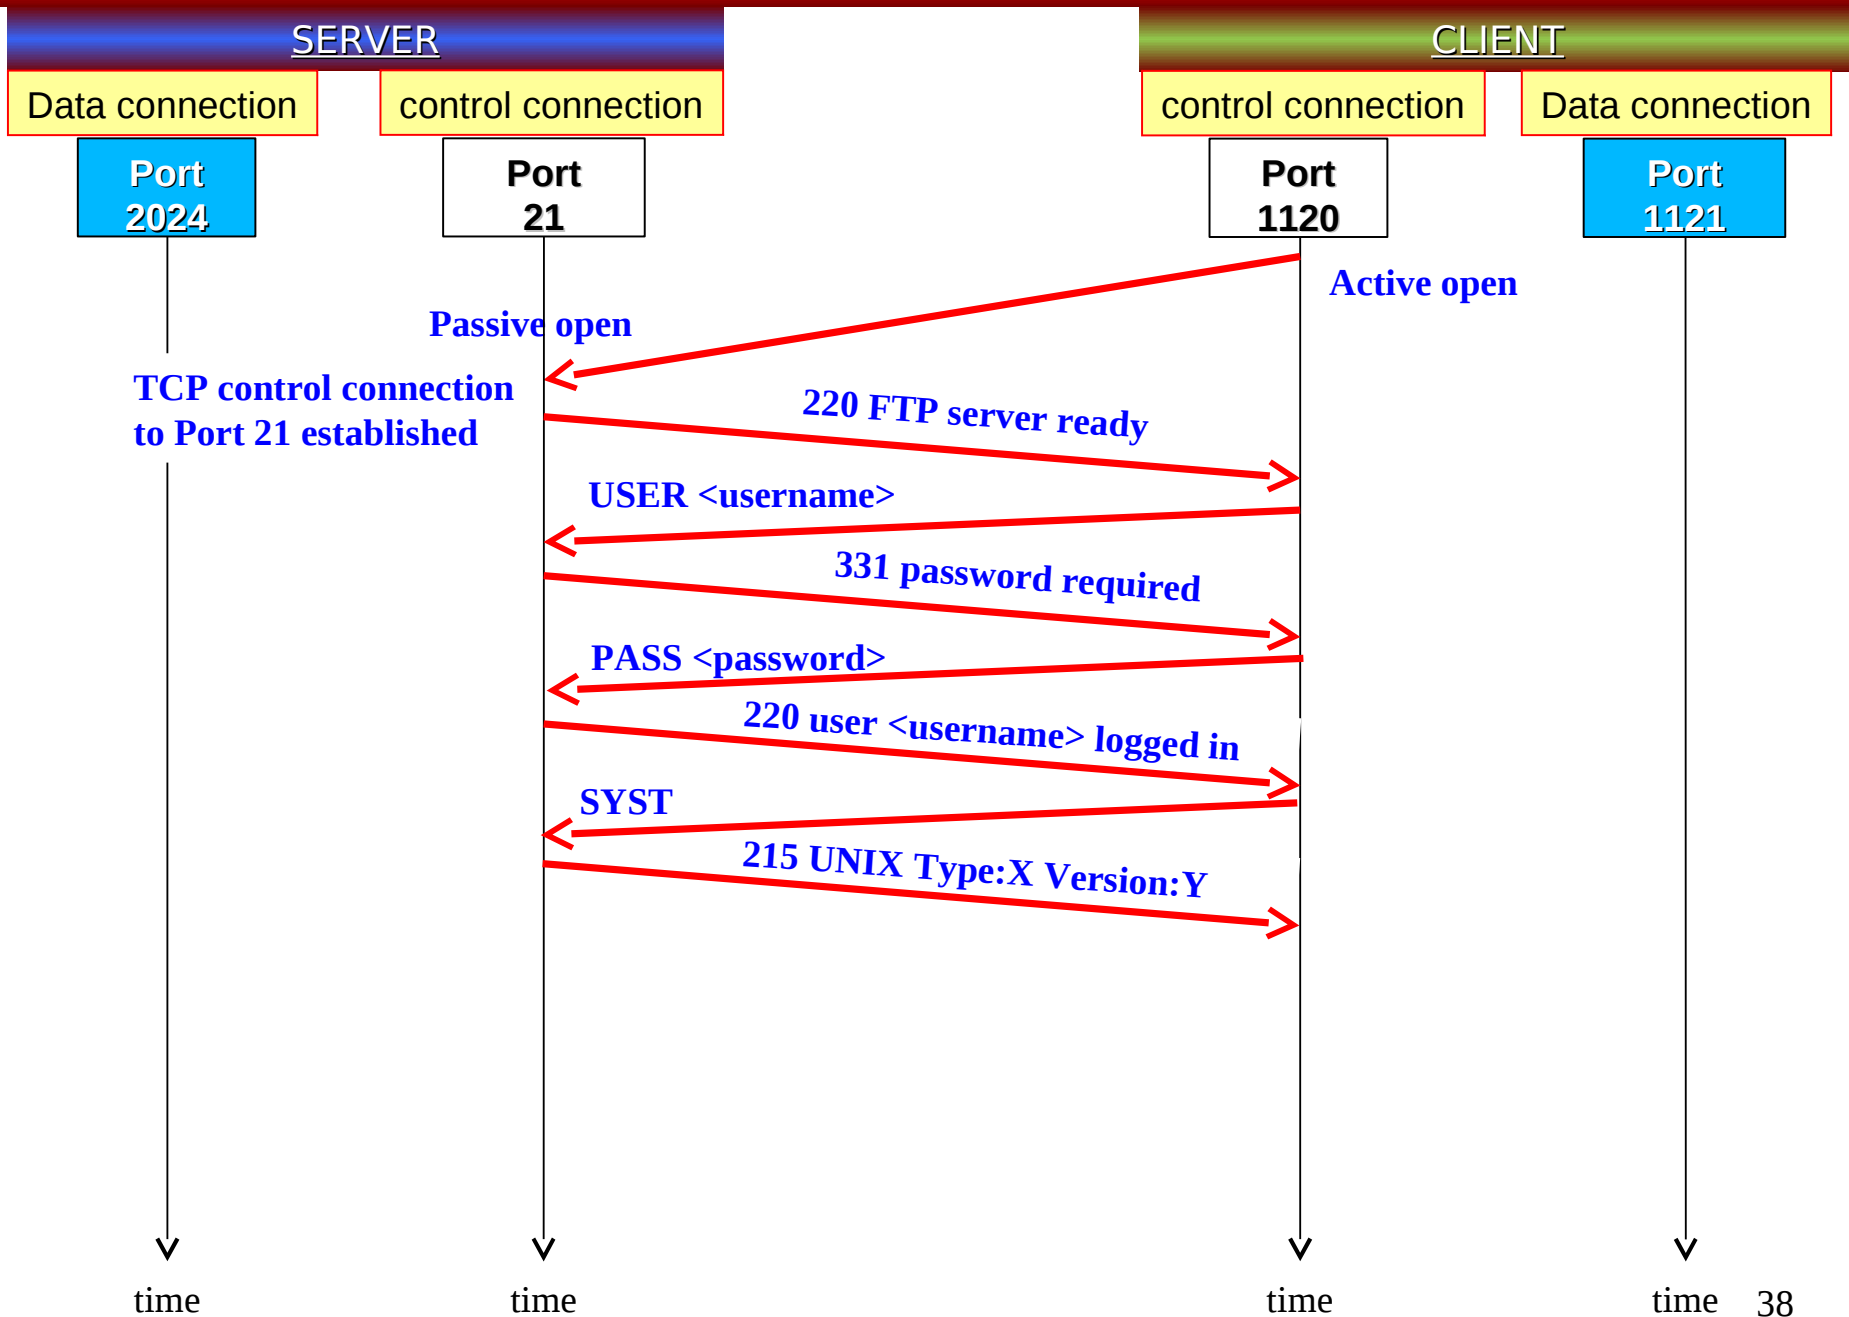 SERVER
CLIENT
Data connection
control connection
control connection
Data connection
Port
2024
Port
21
Port
1120
Port
1121
Active open
Passive open
TCP control connection
to Port 21 established
220 FTP server ready
USER <username>
331 password required
PASS <password>
220 user <username> logged in
SYST
215 UNIX Type:X Version:Y
time
time
time
time
38